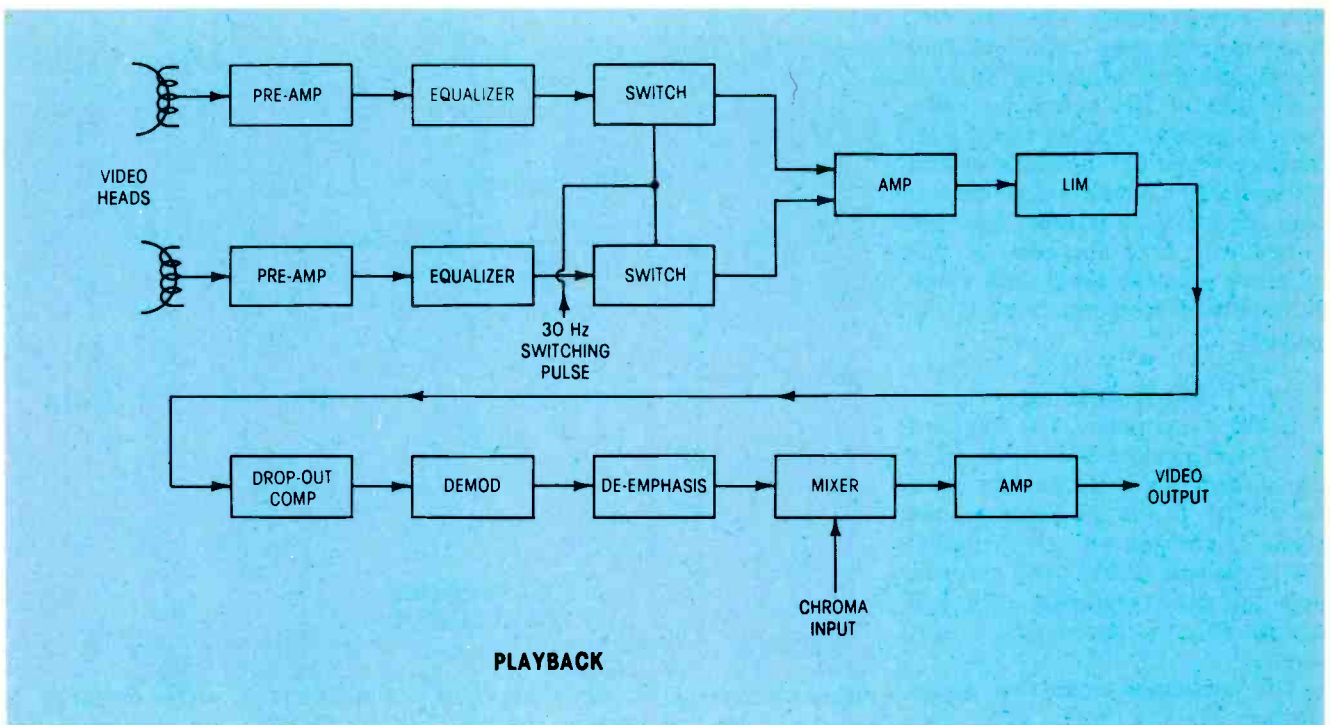 PRE-AMP
EQUALIZER
SWITCH
VIDEO
HEADS
AMP
LIM
PRE-AMP
EQUALIZER
SWITCH
30 Hz
SWITCHING
PULSE
DROP-OUT
COMP
DEMOD
DE-EMPHASIS
MIXER
AMP
VIDEO
OUTPUT
CHROMA
INPUT
PLAYBACK